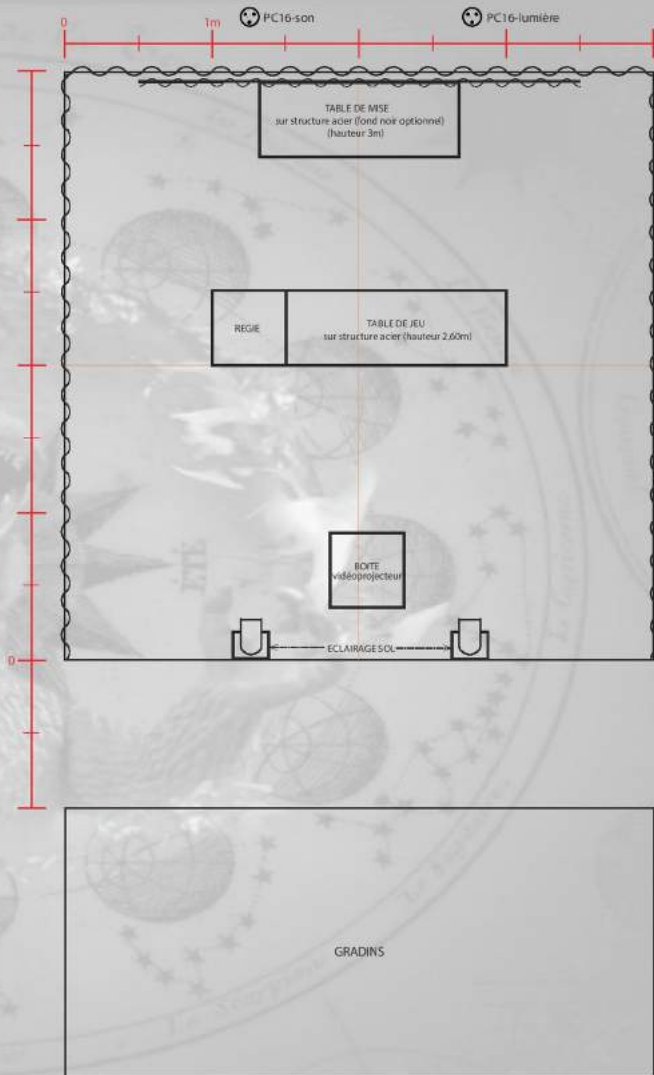 0
1m
PC16-son
PC16-lumière
TABLE DE MISE
sur structure acier (fond noir optionnel)
(hauteur 3m)
REGIE
TABLE DE JEU
sur structure acier (hauteur 2,60m)
ÉTÉ
BOITE
vidéoprojecteur
ECLAIRAGE SOL
0
GRADINS